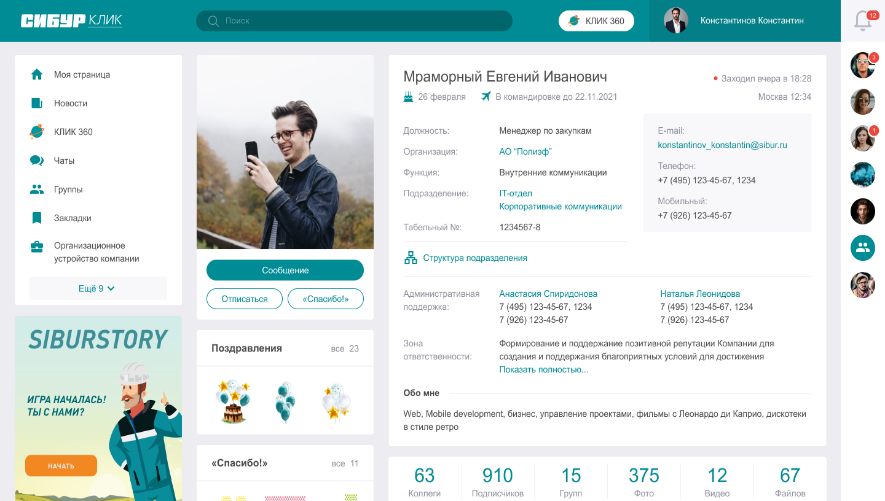 СИБУР КЛИК
Поиск
КЛИК 360
Константинов Константин
12
Моя страница
Новости
КЛИК 360
Чаты
Группы
Закладки
Организационное
устройство компании
Ещё 9
SIBURSTORY
ИГРА НАЧАЛАСЬ!
ТЫ С НАМИ?
НАЧАТЬ
Сообщение
Отписаться
«Спасибо!»
Поздравления
все 23
«Спасибо!»
все 11
Мраморный Евгений Иванович
Заходил вчера в 18:28
26 февраля
В командировке до 22.11.2021
Москва 12:34
Должность:
Менеджер по закупкам
Организация:
АО "Полиэф"
Функция:
Внутренние коммуникации
Подразделение:
IT-отдел
Корпоративные коммуникации
Табельный №:
1234567-8
E-mail:
konstantinov_konstantin@sibur.ru
Телефон:
+7 (495) 123-45-67, 1234
Мобильный:
+7 (926) 123-45-67
Структура подразделения
Административная
поддержка:
Анастасия Спиридонова
7 (495) 123-45-67, 1234
7 (926) 123-45-67
Наталья Леонидова
7 (495) 123-45-67, 1234
7 (926) 123-45-67
Зона
ответственности:
Формирование и поддержание позитивной репутации Компании для
создания и поддержания благоприятных условий для достижения
Показать полностью...
Обо мне
Web, Mobile development, бизнес, управление проектами, фильмы с Леонардо ди Каприо, дискотеки
в стиле ретро
63
Коллеги
910
Подписчиков
15
Групп
375
Фото
12
Видео
67
Файлов
1